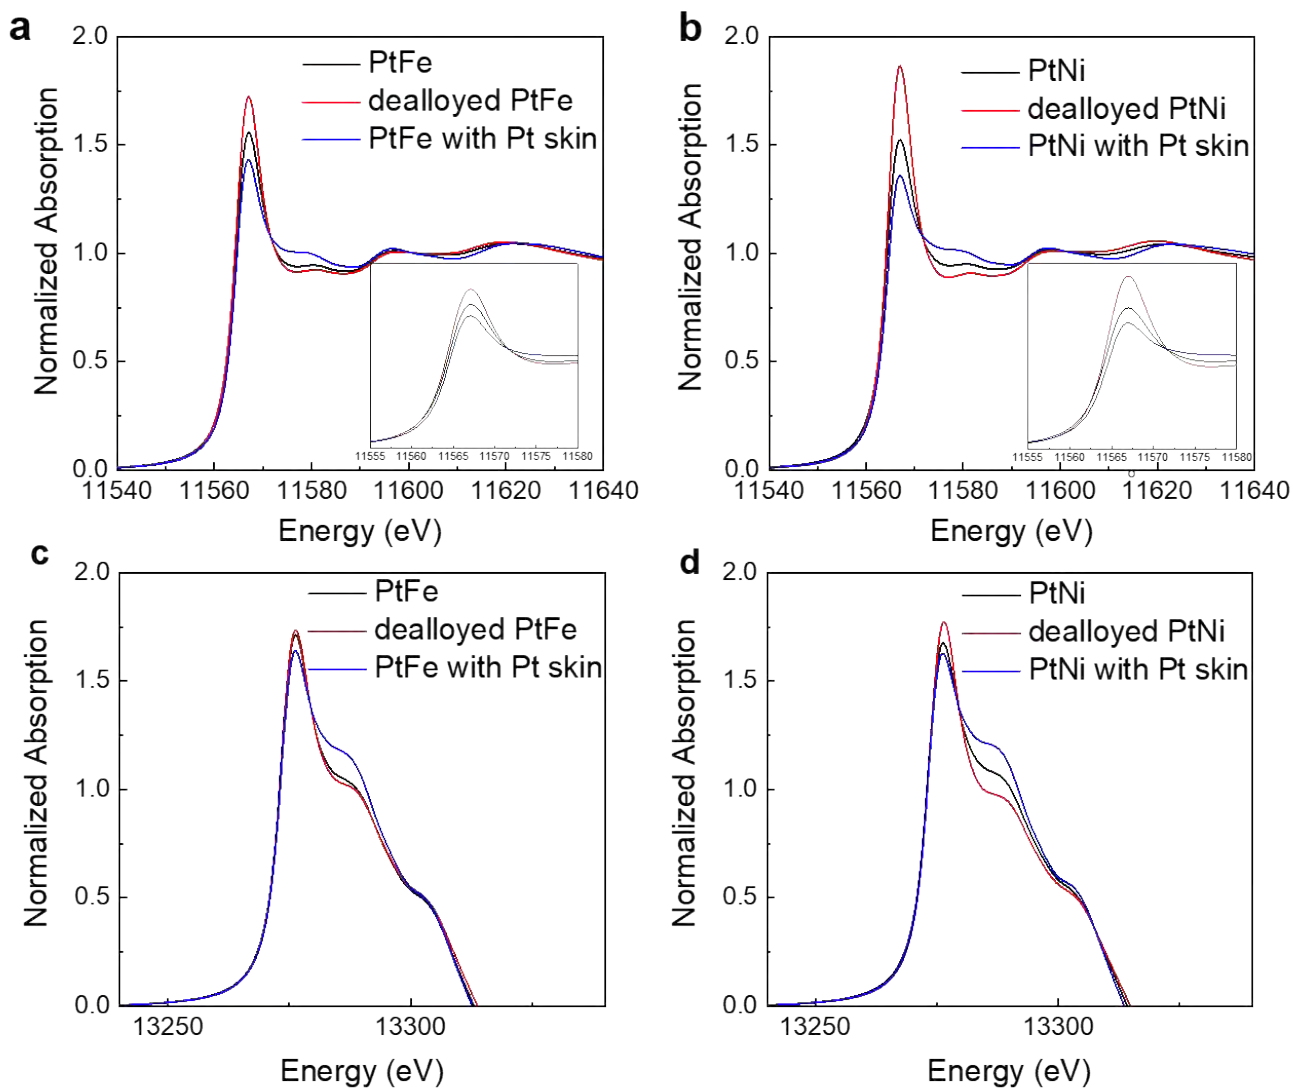 a
2.0
1.5
1.0
0.5
0.0
Normalized Absorption
PtFe
dealloyed PtFe
PtFe with Pt skin
11555 11560 11565 11570 11575 11580
11540 11560 11580 11600 11620 11640
Energy (eV)
b
2.0
1.5
1.0
0.5
0.0
Normalized Absorption
PtNi
dealloyed PtNi
PtNi with Pt skin
11555 11560 11565 11570 11575 11580
11540 11560 11580 11600 11620 11640
Energy (eV)
c
2.0
1.5
1.0
0.5
0.0
Normalized Absorption
PtFe
dealloyed PtFe
PtFe with Pt skin
13250 13300
Energy (eV)
d
2.0
1.5
1.0
0.5
0.0
Normalized Absorption
PtNi
dealloyed PtNi
PtNi with Pt skin
13250 13300
Energy (eV)